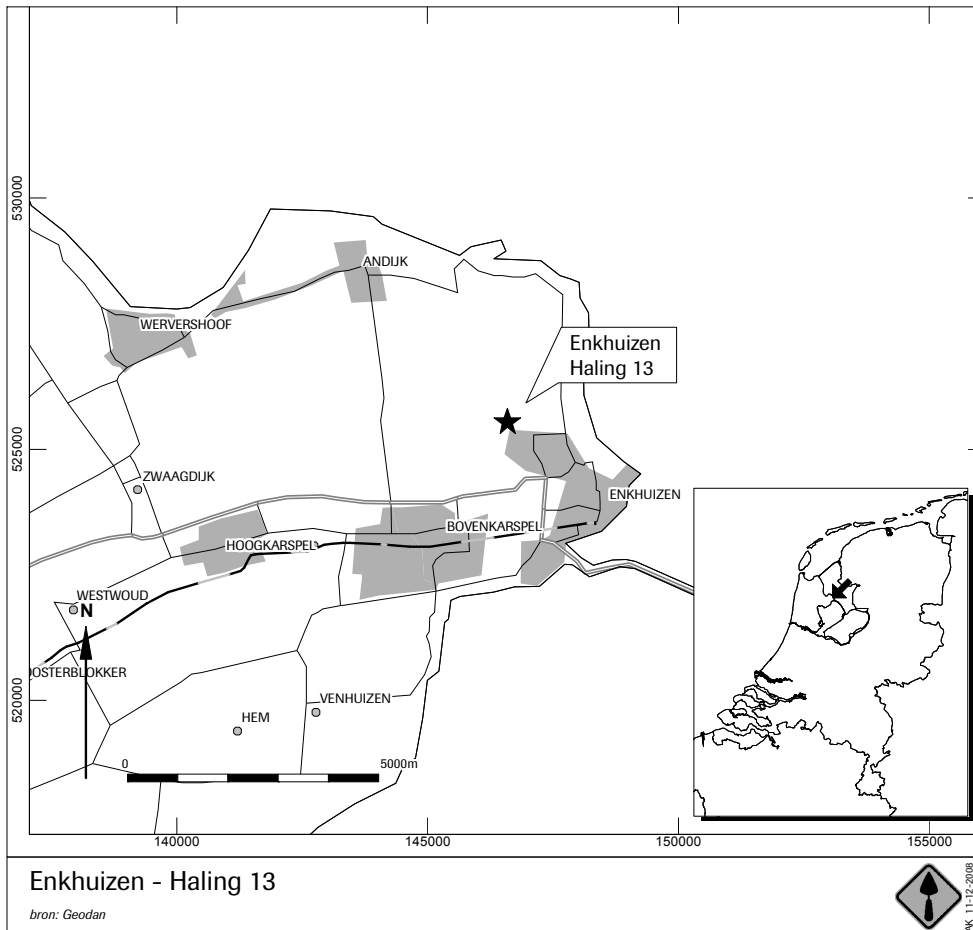 530000
525000
520000
ANDIJK
WERVERSHOOF
Enkhuizen
Haling 13
ZWAAGDIJK
ENKHUIZEN
BOVENKARSPEL
HOOGKARSPEL
WESTWOUD
N
OOSTERBLOKKER
VENHUIZEN
HEM
0 5000m
140000 145000 150000 155000
Enkhuizen - Haling 13
bron: Geodan
AK 11-12-2008